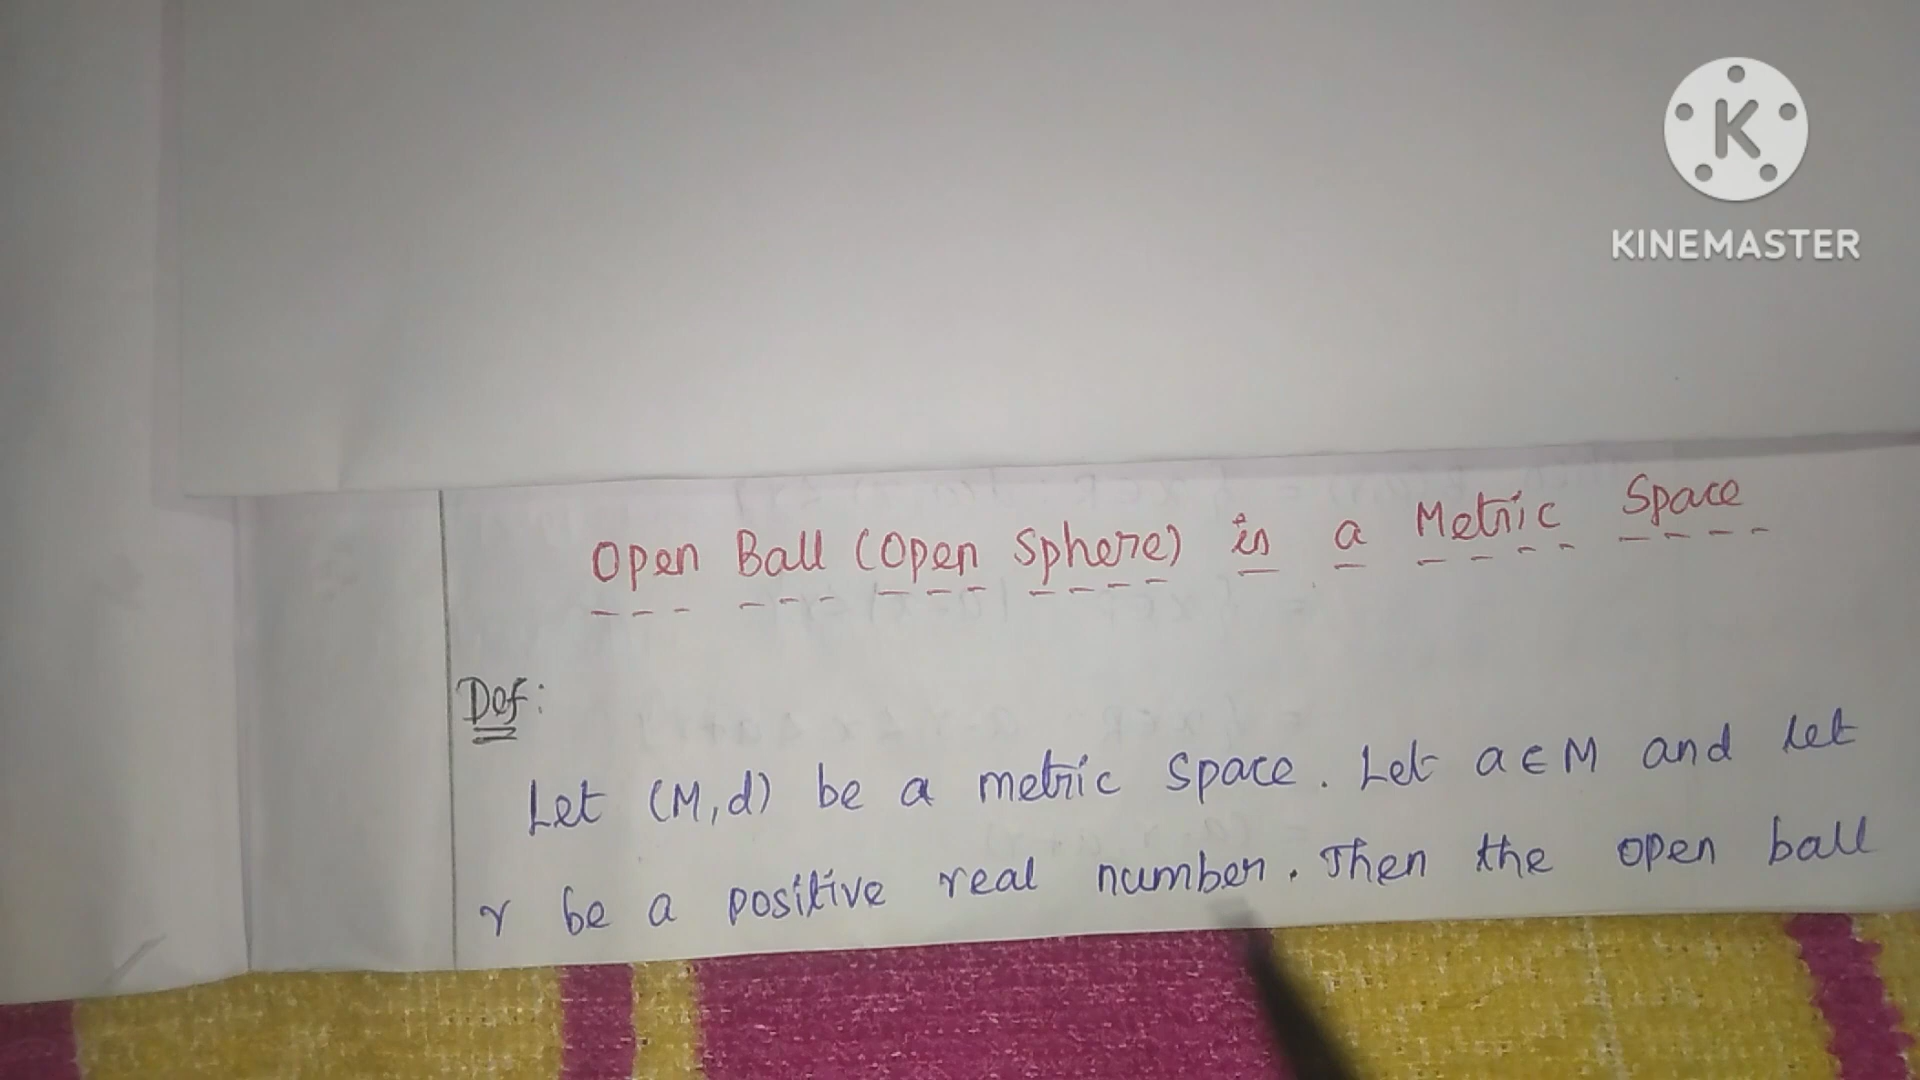 KINEMASTER
Open Ball (Open Sphere) is a Metric Space
Def:
Let (M,d) be a metric space. Let a ∈ M and let
r be a positive real number. Then the open ball